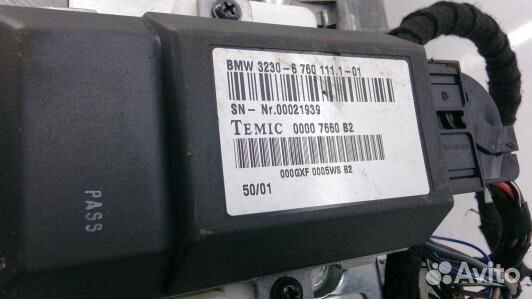 BMW 3230-6 760 111.1-01
SN- Nr.00021939
TEMIC 0000 7660 B2
000GXF 0005WS B2
50/01
PASS
Avito